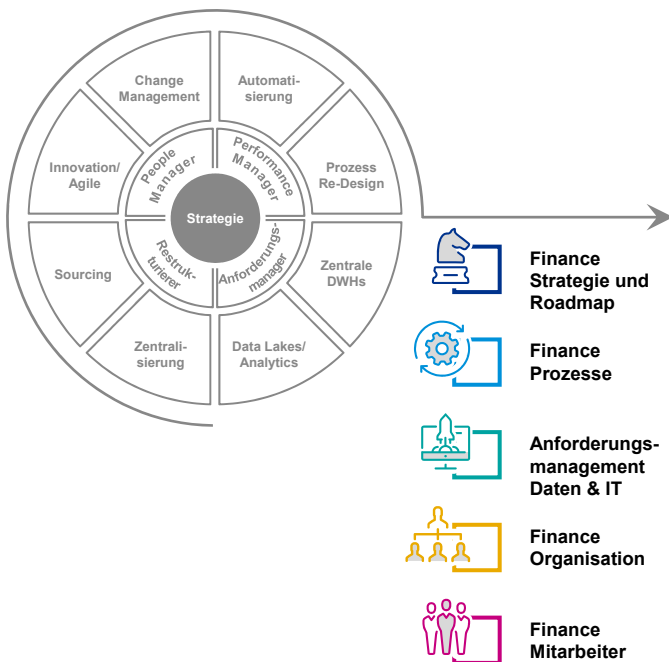 Change
Management
Automati-
sierung
Innovation/
Agile
People
Manager
Performance
Manager
Prozess
Re-Design
Strategie
Sourcing
Restruk-
turierer
Anforderungs-
manager
Zentrale
DWHs
Zentrali-
sierung
Data Lakes/
Analytics
Finance
Strategie und
Roadmap
Finance
Prozesse
Anforderungs-
management
Daten & IT
Finance
Organisation
Finance
Mitarbeiter